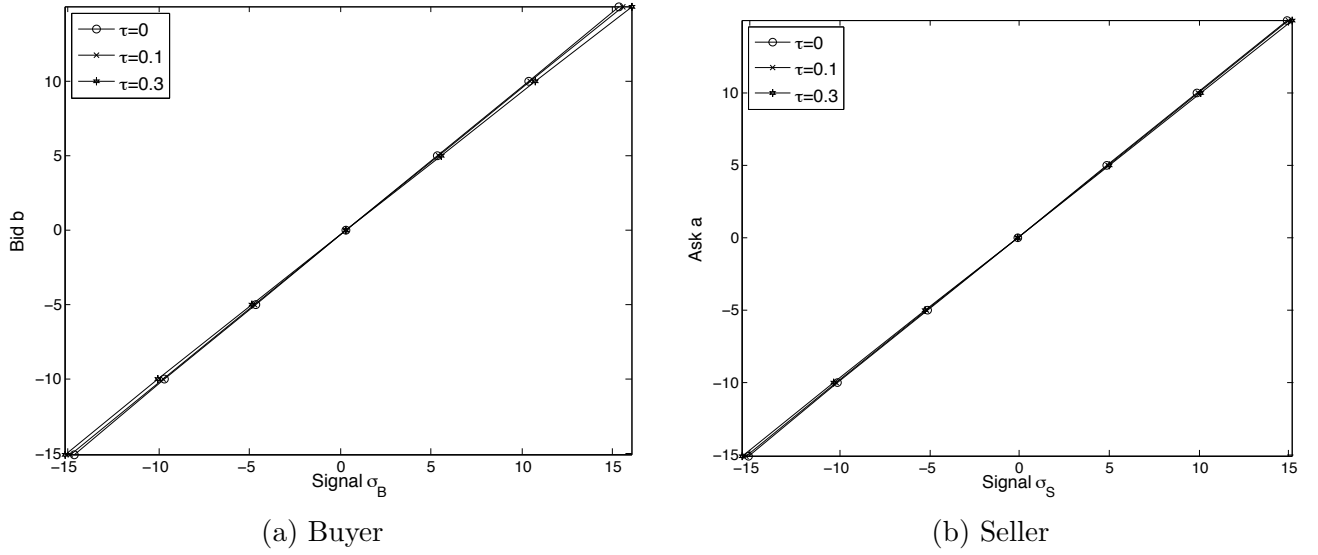 τ=0
τ=0.1
τ=0.3
10
5
0
−5
−10
−15
Bid b
−15 −10 −5 0 5 10 15
Signal σ_B
(a) Buyer
τ=0
τ=0.1
τ=0.3
10
5
0
−5
−10
−15
Ask a
−15 −10 −5 0 5 10 15
Signal σ_S
(b) Seller